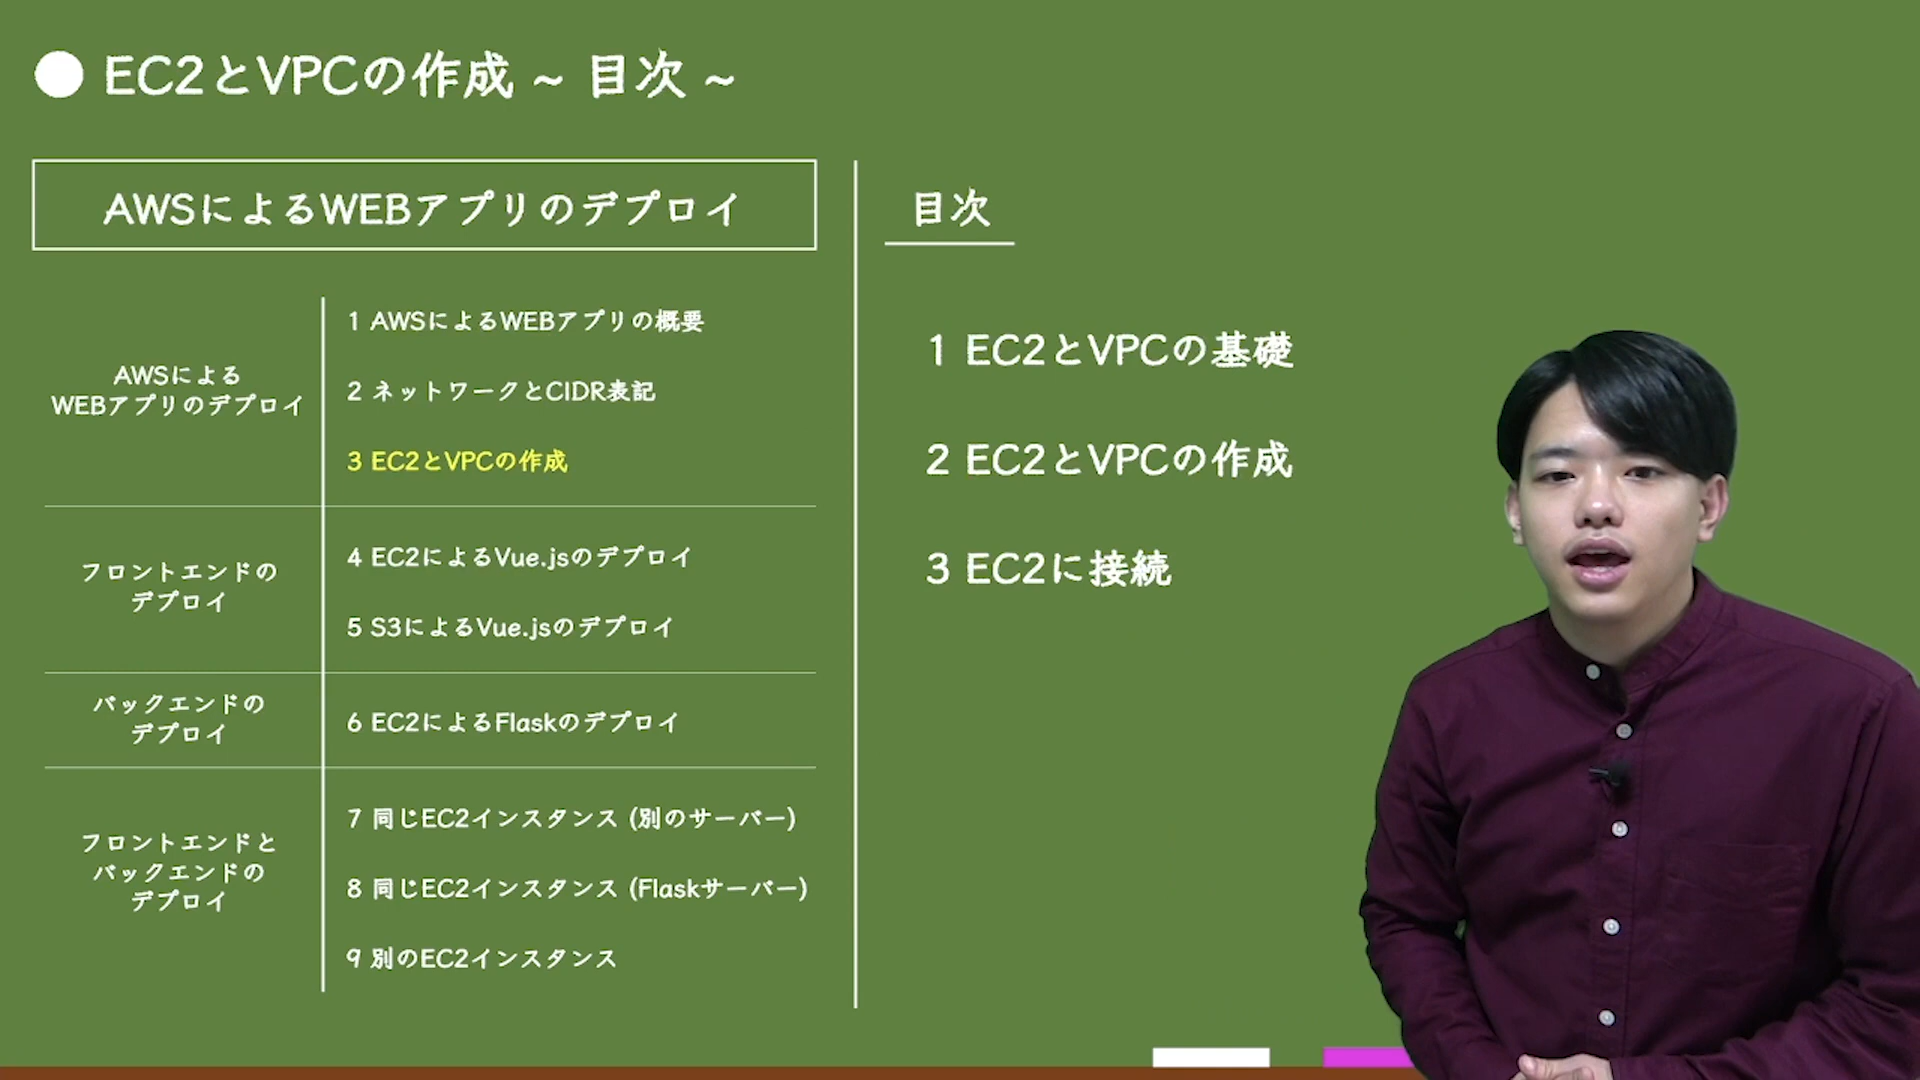 EC2とVPCの作成 ~ 目次 ~
AWSによるWEBアプリのデプロイ
AWSによる
WEBアプリのデプロイ
1 AWSによるWEBアプリの概要
2 ネットワークとCIDR表記
3 EC2とVPCの作成
フロントエンドの
デプロイ
4 EC2によるVue.jsのデプロイ
5 S3によるVue.jsのデプロイ
バックエンドの
デプロイ
6 EC2によるFlaskのデプロイ
フロントエンドと
バックエンドの
デプロイ
7 同じEC2インスタンス (別のサーバー)
8 同じEC2インスタンス (Flaskサーバー)
9 別のEC2インスタンス
目次
1 EC2とVPCの基礎
2 EC2とVPCの作成
3 EC2に接続